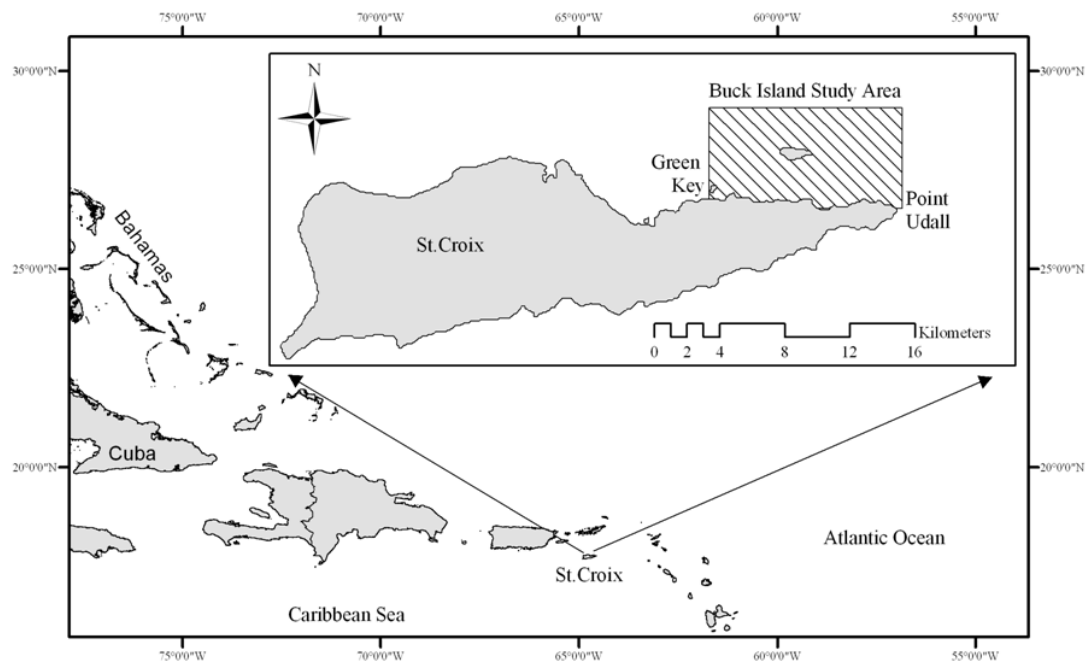 75°0'0"W 70°0'0"W 65°0'0"W 60°0'0"W 55°0'0"W
30°0'0"N 30°0'0"N
N
Buck Island Study Area
Green
Key
Point
Udall
St.Croix
Bahamas
25°0'0"N 25°0'0"N
Kilometers
0 2 4 8 12 16
Cuba
20°0'0"N 20°0'0"N
Atlantic Ocean
St.Croix
Caribbean Sea
75°0'0"W 70°0'0"W 65°0'0"W 60°0'0"W 55°0'0"W